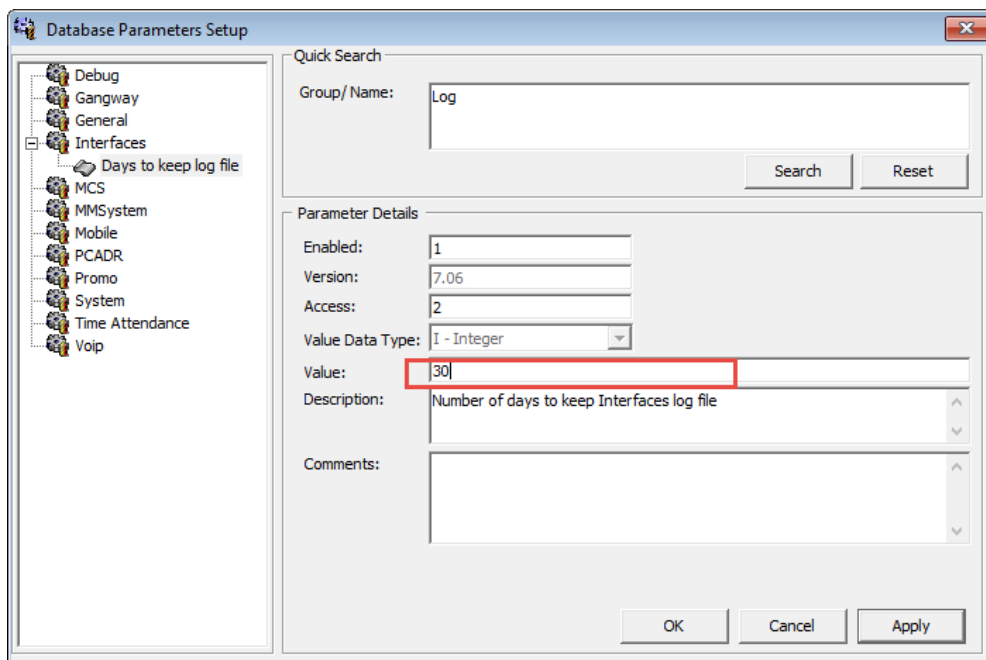 Database Parameters Setup
Debug
Gangway
General
Interfaces
Days to keep log file
MCS
MMSystem
Mobile
PCADR
Promo
System
Time Attendance
Voip
Quick Search
Group/Name: Log
Search Reset
Parameter Details
Enabled: 1
Version: 7.06
Access: 2
Value Data Type: I - Integer
Value: 30
Description: Number of days to keep Interfaces log file
Comments:
OK Cancel Apply